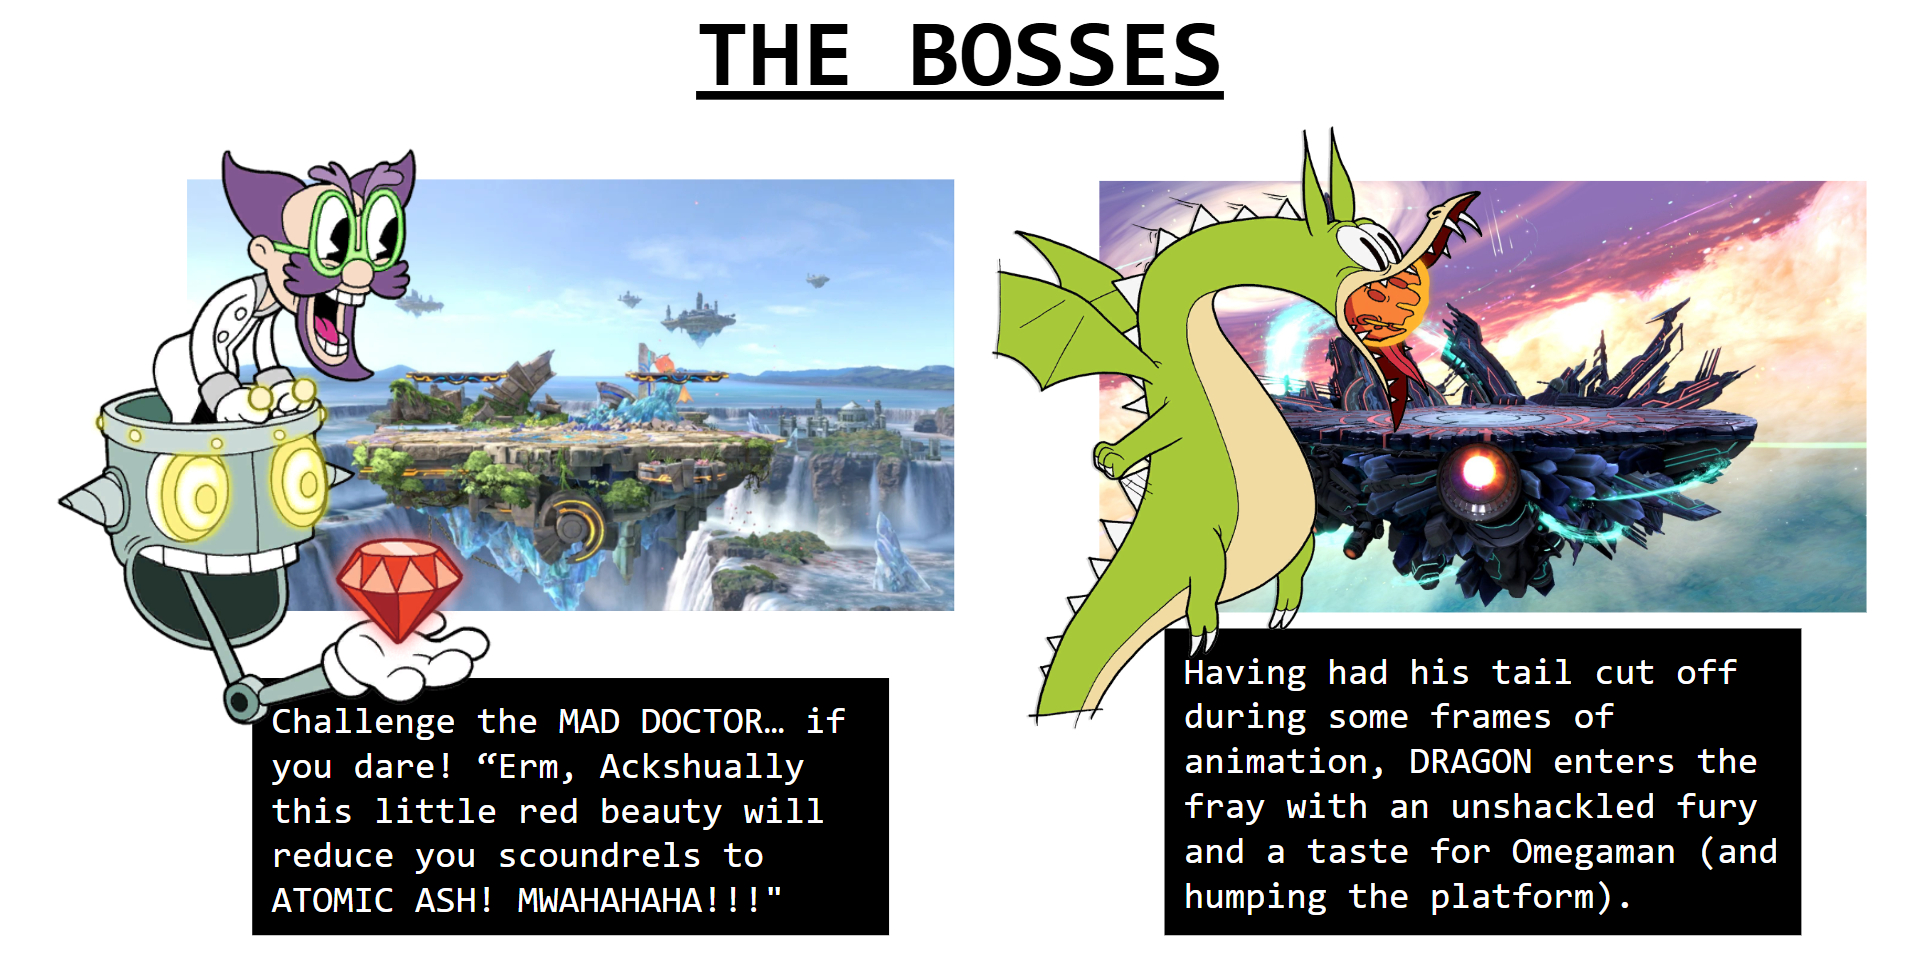 THE BOSSES
Challenge the MAD DOCTOR… if
you dare! “Erm, Ackshually
this little red beauty will
reduce you scoundrels to
ATOMIC ASH! MWAHAHAHA!!!"
Having had his tail cut off
during some frames of
animation, DRAGON enters the
fray with an unshackled fury
and a taste for Omegaman (and
humping the platform).